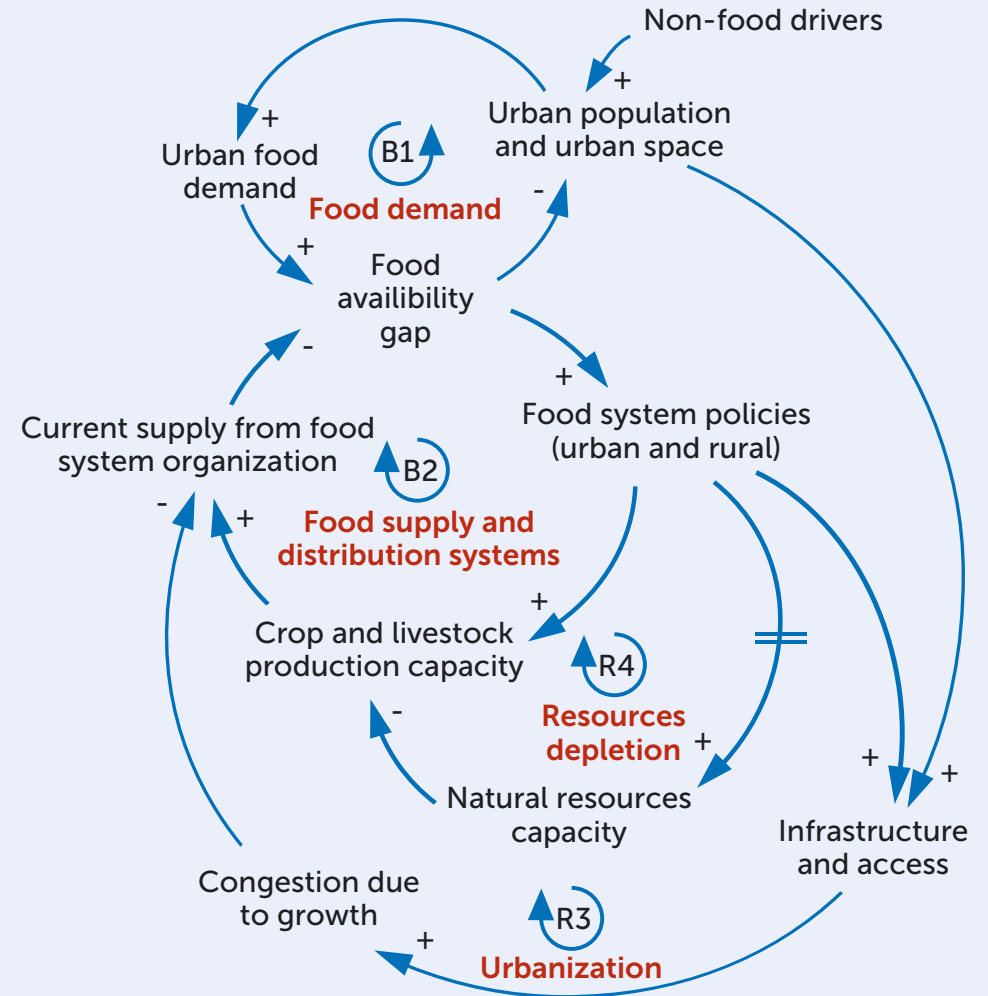 Non-food drivers
+
Urban population
and urban space
+
Urban food
demand
B1
Food demand
-
+
Food
availibility
gap
-
+
Current supply from food
system organization
Food system policies
(urban and rural)
B2
-
+
Food supply and
distribution systems
+
Crop and livestock
production capacity
R4
-
Resources
depletion
+
+
+
Natural resources
capacity
Infrastructure
and access
Congestion due
to growth
R3
+
Urbanization